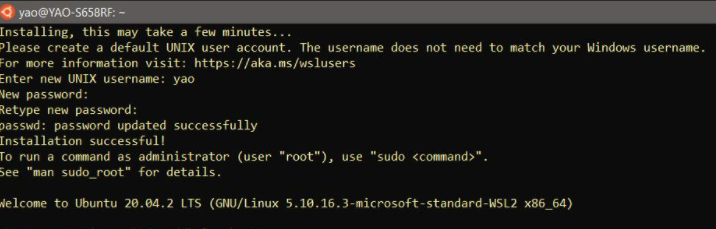 yao@YAO-S658RF: ~
Installing, this may take a few minutes...
Please create a default UNIX user account. The username does not need to match your Windows username.
For more information visit: https://aka.ms/wslusers
Enter new UNIX username: yao
New password:
Retype new password:
passwd: password updated successfully
Installation successful!
To run a command as administrator (user "root"), use "sudo <command>".
See "man sudo_root" for details.
Welcome to Ubuntu 20.04.2 LTS (GNU/Linux 5.10.16.3-microsoft-standard-WSL2 x86_64)